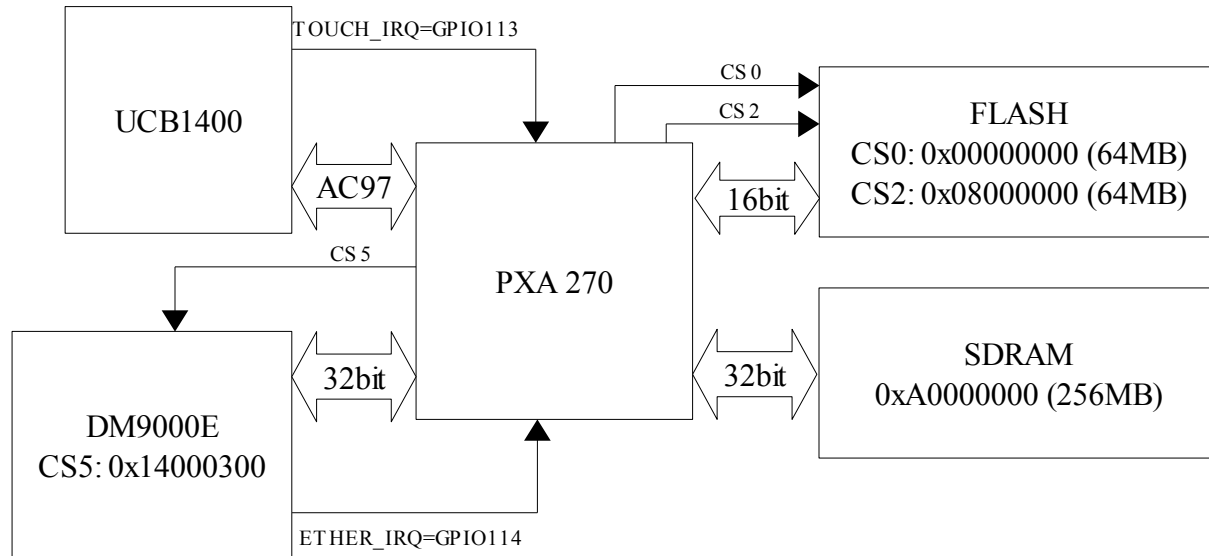 TOUCH_IRQ=GPIO113
UCB1400
AC97
CS 0
CS 2
FLASH
CS0: 0x00000000 (64MB)
CS2: 0x08000000 (64MB)
16bit
CS 5
PXA 270
32bit
SDRAM
0xA0000000 (256MB)
32bit
DM9000E
CS5: 0x14000300
ETHER_IRQ=GPIO114